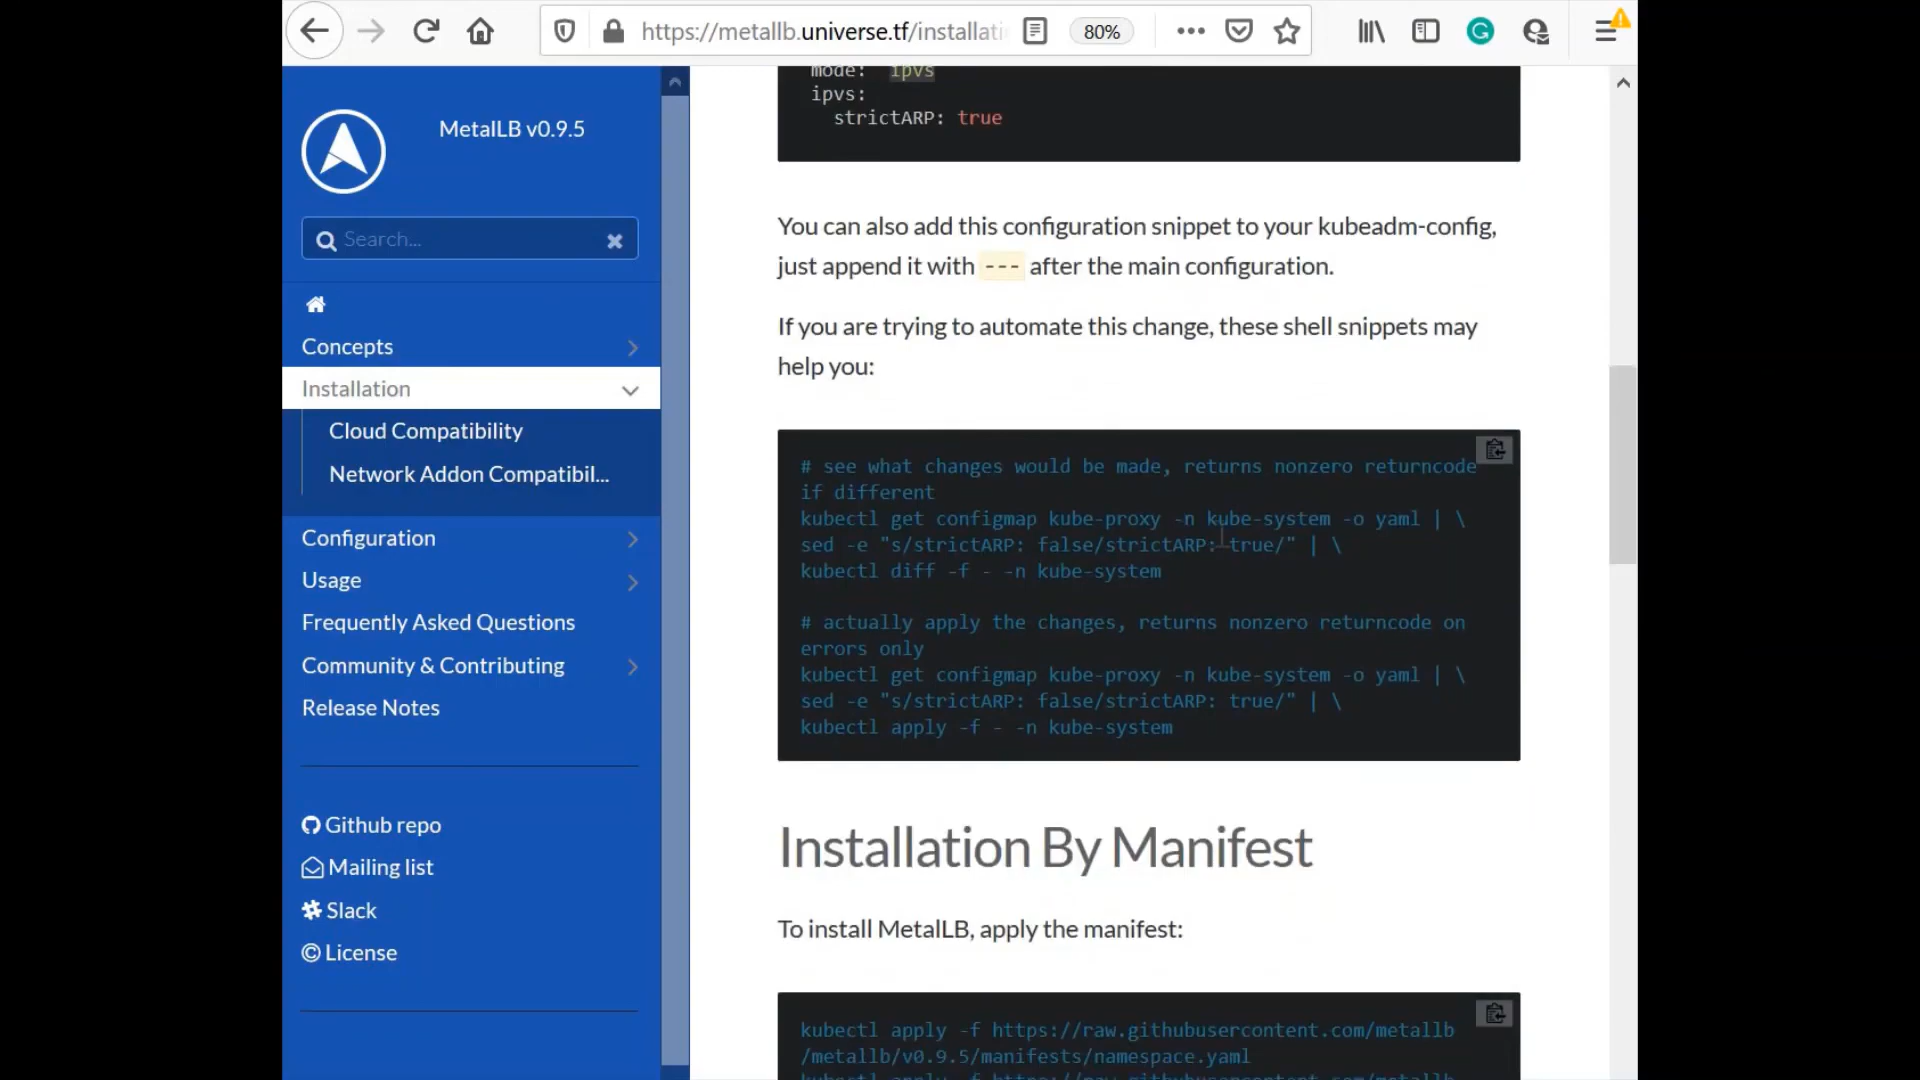 https://metallb.universe.tf/installati
80%
MetalLB v0.9.5
Search...
Concepts
Installation
Cloud Compatibility
Network Addon Compatibil...
Configuration
Usage
Frequently Asked Questions
Community & Contributing
Release Notes
Github repo
Mailing list
Slack
License
mode: ipvs
ipvs:
strictARP: true
You can also add this configuration snippet to your kubeadm-config,
just append it with --- after the main configuration.
If you are trying to automate this change, these shell snippets may
help you:
# see what changes would be made, returns nonzero returncode
if different
kubectl get configmap kube-proxy -n kube-system -o yaml | \
sed -e "s/strictARP: false/strictARP: true/" | \
kubectl diff -f - -n kube-system
# actually apply the changes, returns nonzero returncode on
errors only
kubectl get configmap kube-proxy -n kube-system -o yaml | \
sed -e "s/strictARP: false/strictARP: true/" | \
kubectl apply -f - -n kube-system
Installation By Manifest
To install MetalLB, apply the manifest:
kubectl apply -f https://raw.githubusercontent.com/metallb
/metallb/v0.9.5/manifests/namespace.yaml
kubectl apply -f https://raw.githubusercontent.com/metallb